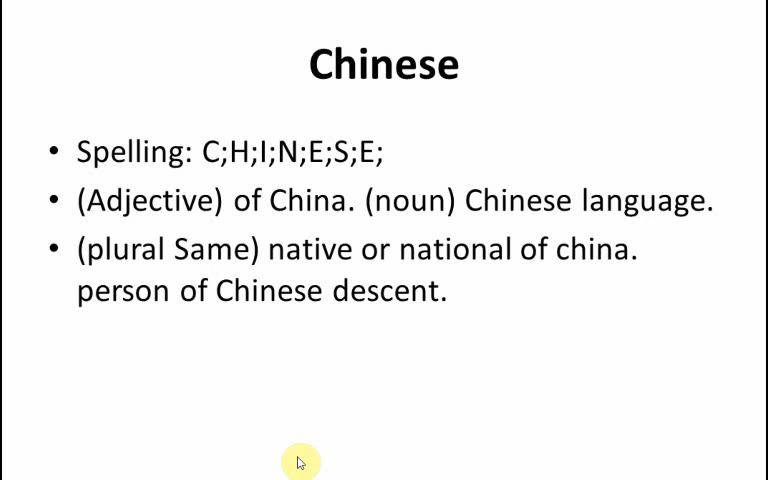 Chinese
• Spelling: C;H;I;N;E;S;E;
• (Adjective) of China. (noun) Chinese language.
• (plural Same) native or national of china.
person of Chinese descent.